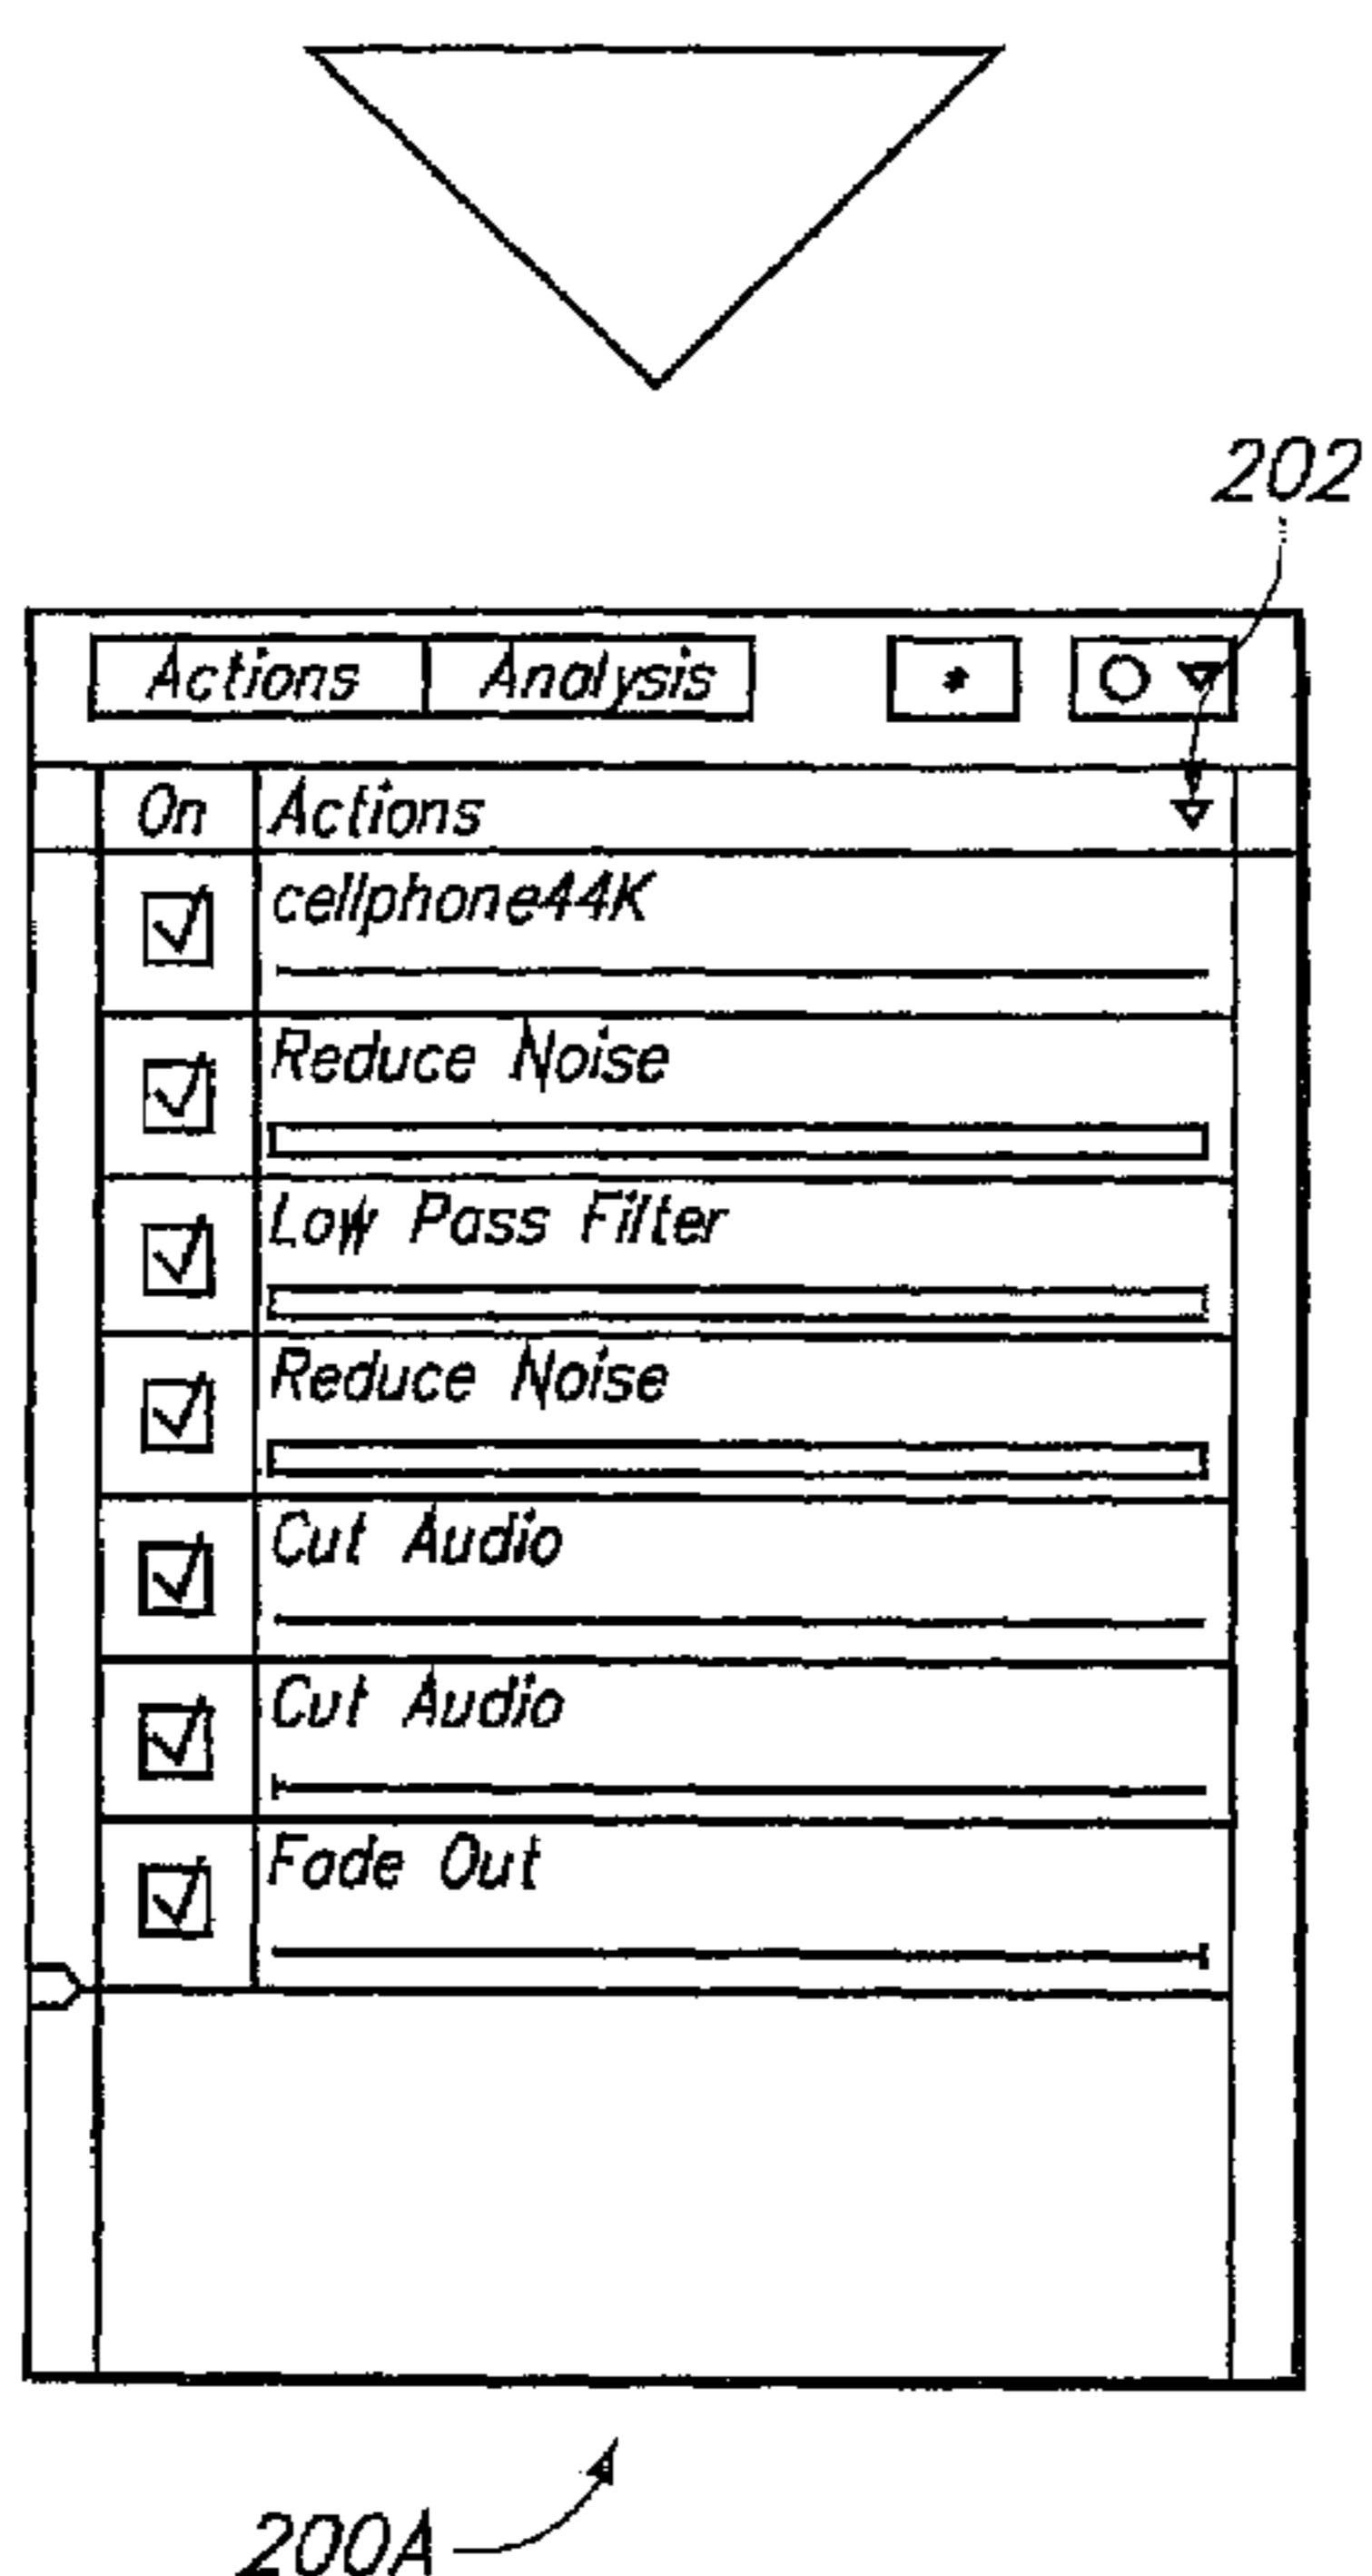 202
Actions Analysis
On Actions
cellphone44K
Reduce Noise
Low Pass Filter
Reduce Noise
Cut Audio
Cut Audio
Fade Out
200A